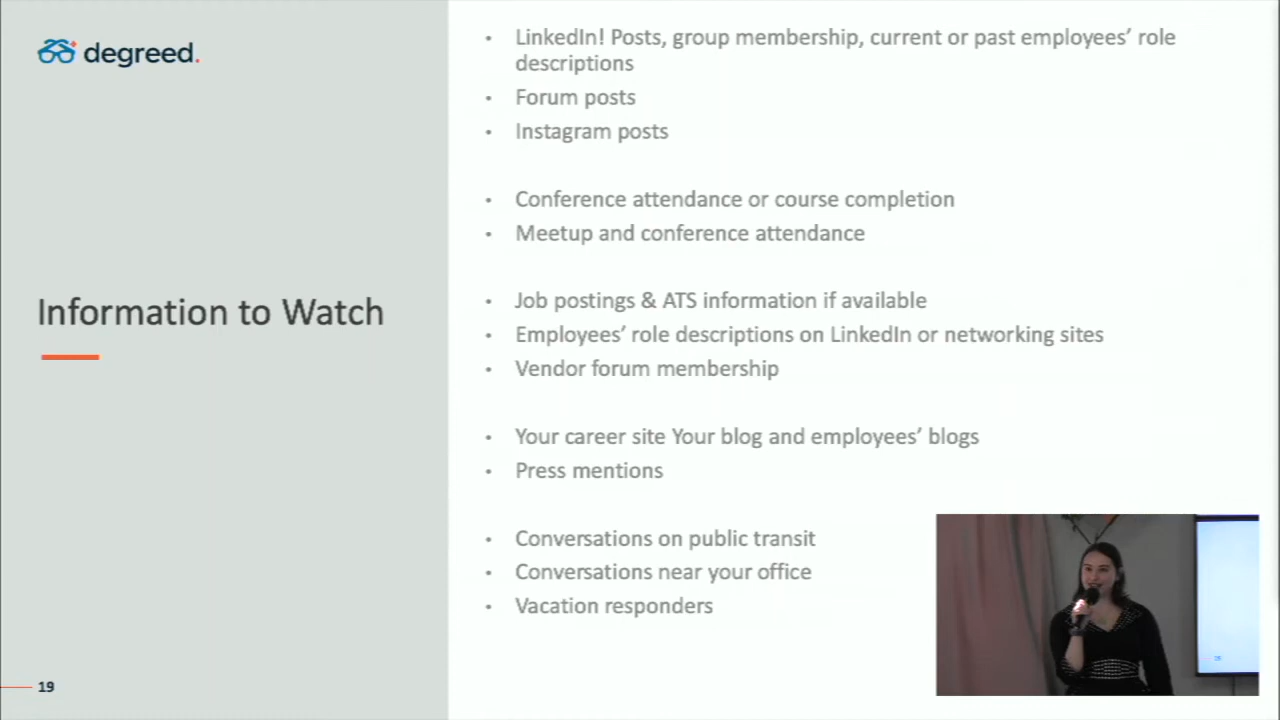 degreed.
Information to Watch
19
• LinkedIn! Posts, group membership, current or past employees’ role
descriptions
• Forum posts
• Instagram posts
• Conference attendance or course completion
• Meetup and conference attendance
• Job postings & ATS information if available
• Employees’ role descriptions on LinkedIn or networking sites
• Vendor forum membership
• Your career site Your blog and employees’ blogs
• Press mentions
• Conversations on public transit
• Conversations near your office
• Vacation responders